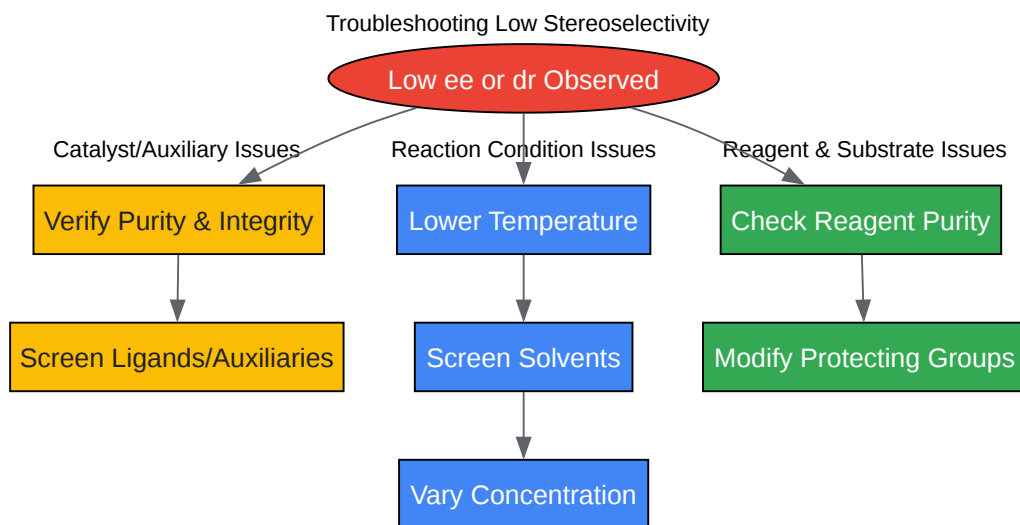 Troubleshooting Low Stereoselectivity
Low ee or dr Observed
Catalyst/Auxiliary Issues
Reaction Condition Issues
Reagent & Substrate Issues
Verify Purity & Integrity
Lower Temperature
Check Reagent Purity
Screen Ligands/Auxiliaries
Screen Solvents
Modify Protecting Groups
Vary Concentration